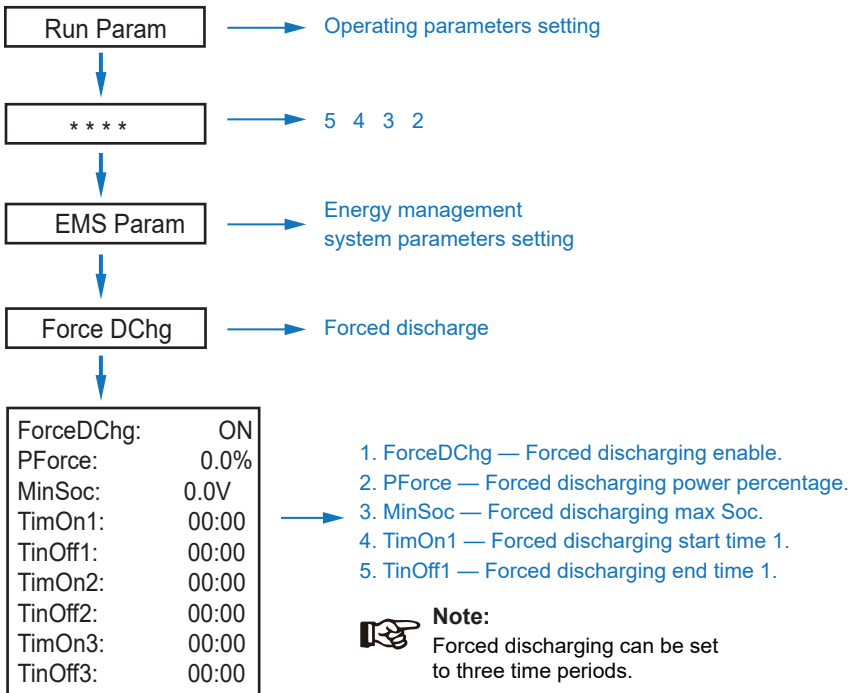 Run Param
Operating parameters setting
* * * *
5 4 3 2
EMS Param
Energy management
system parameters setting
Force DChg
Forced discharge
ForceDChg: ON
PForce: 0.0%
MinSoc: 0.0V
TimOn1: 00:00
TinOff1: 00:00
TimOn2: 00:00
TinOff2: 00:00
TimOn3: 00:00
TinOff3: 00:00
1. ForceDChg — Forced discharging enable.
2. PForce — Forced discharging power percentage.
3. MinSoc — Forced discharging max Soc.
4. TimOn1 — Forced discharging start time 1.
5. TinOff1 — Forced discharging end time 1.
Note:
Forced discharging can be set
to three time periods.